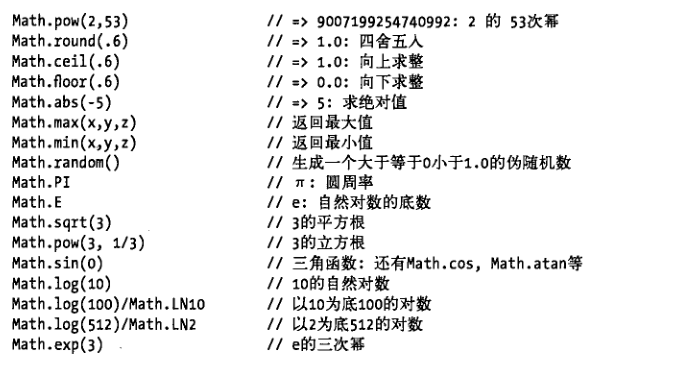 Math.pow(2,53) // => 9007199254740992: 2 的 53次幂
Math.round(.6) // => 1.0: 四舍五入
Math.ceil(.6) // => 1.0: 向上求整
Math.floor(.6) // => 0.0: 向下求整
Math.abs(-5) // => 5: 求绝对值
Math.max(x,y,z) // 返回最大值
Math.min(x,y,z) // 返回最小值
Math.random() // 生成一个大于等于0小于1.0的伪随机数
Math.PI // π: 圆周率
Math.E // e: 自然对数的底数
Math.sqrt(3) // 3的平方根
Math.pow(3, 1/3) // 3的立方根
Math.sin(0) // 三角函数: 还有Math.cos, Math.atan等
Math.log(10) // 10的自然对数
Math.log(100)/Math.LN10 // 以10为底100的对数
Math.log(512)/Math.LN2 // 以2为底512的对数
Math.exp(3) // e的三次幂